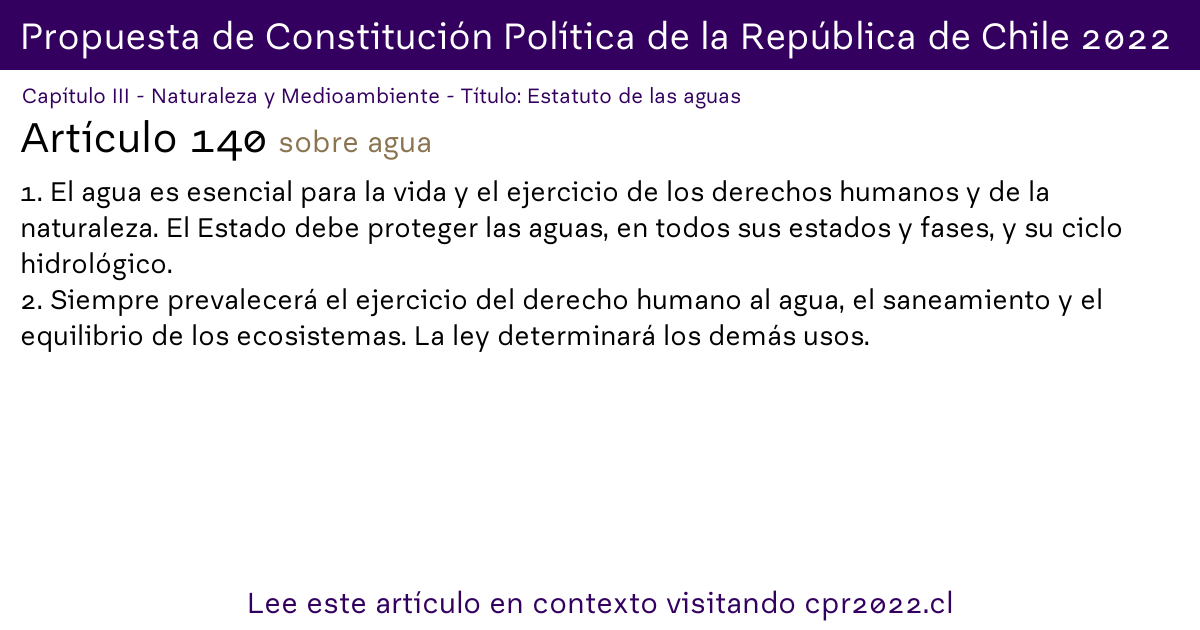 Propuesta de Constitución Política de la República de Chile 2022
Capítulo III - Naturaleza y Medioambiente - Título: Estatuto de las aguas
Artículo 140 sobre agua
1. El agua es esencial para la vida y el ejercicio de los derechos humanos y de la
naturaleza. El Estado debe proteger las aguas, en todos sus estados y fases, y su ciclo
hidrológico.
2. Siempre prevalecerá el ejercicio del derecho humano al agua, el saneamiento y el
equilibrio de los ecosistemas. La ley determinará los demás usos.
Lee este artículo en contexto visitando cpr2022.cl